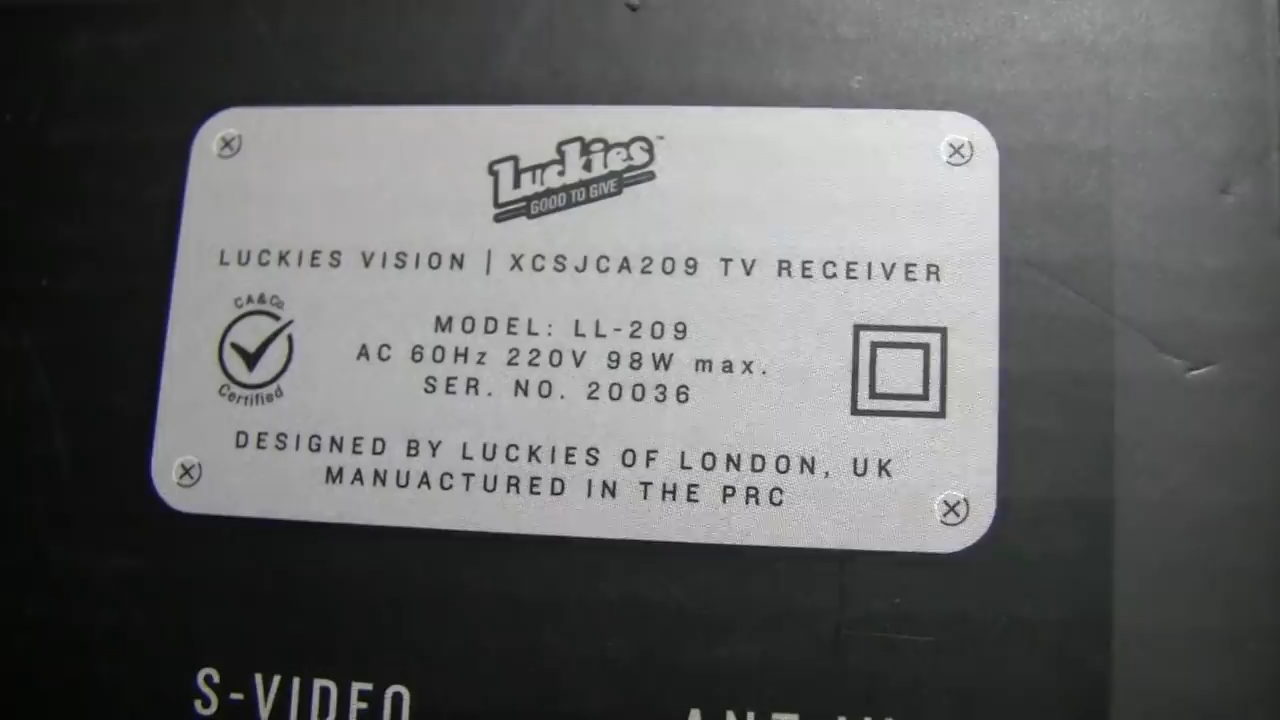 Luckies™
GOOD TO GIVE
LUCKIES VISION | XCSJCA209 TV RECEIVER
CA & Co.
Certified
MODEL: LL-209
AC 60Hz 220V 98W max.
SER. NO. 20036
DESIGNED BY LUCKIES OF LONDON, UK
MANUACTURED IN THE PRC
S-VIDEO